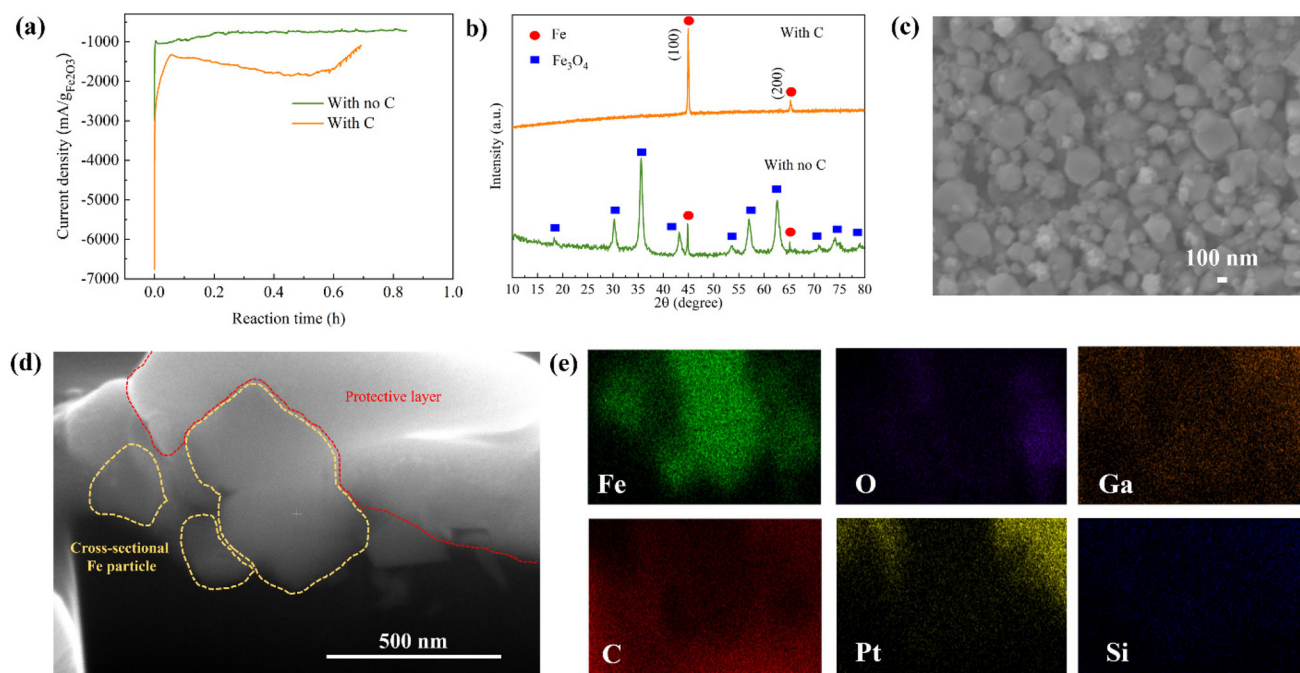 (a)
-1000
-2000
-3000
-4000
-5000
-6000
-7000
Current density (mA/gFe2O3)
With no C
With C
0.0 0.2 0.4 0.6 0.8 1.0
Reaction time (h)
b)
Fe
Fe3O4
(100)
With C
(200)
With no C
Intensity (a.u.)
10 15 20 25 30 35 40 45 50 55 60 65 70 75 80
2θ (degree)
(c)
100 nm
(d)
Protective layer
Cross-sectional
Fe particle
500 nm
(e)
Fe
O
Ga
C
Pt
Si